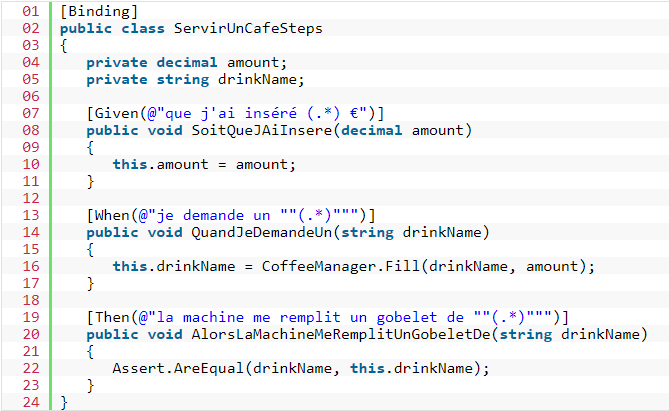 01 [Binding]
02 public class ServirUnCafeSteps
03 {
04    private decimal amount;
05    private string drinkName;
06
07    [Given(@"que j'ai inséré (.*) €")]
08    public void SoitQueJAiInsere(decimal amount)
09    {
10       this.amount = amount;
11    }
12
13    [When(@"je demande un ""(.*)""")]
14    public void QuandJeDemandeUn(string drinkName)
15    {
16       this.drinkName = CoffeeManager.Fill(drinkName, amount);
17    }
18
19    [Then(@"la machine me remplit un gobelet de ""(.*)""")]
20    public void AlorsLaMachineMeRemplitUnGobeletDe(string drinkName)
21    {
22       Assert.AreEqual(drinkName, this.drinkName);
23    }
24 }